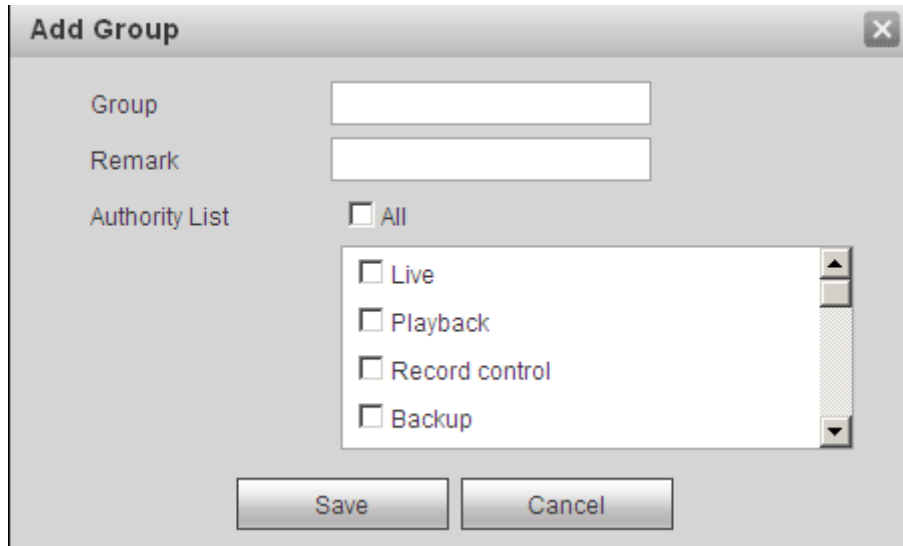 Add Group
Group
Remark
Authority List All
Live
Playback
Record control
Backup
Save Cancel